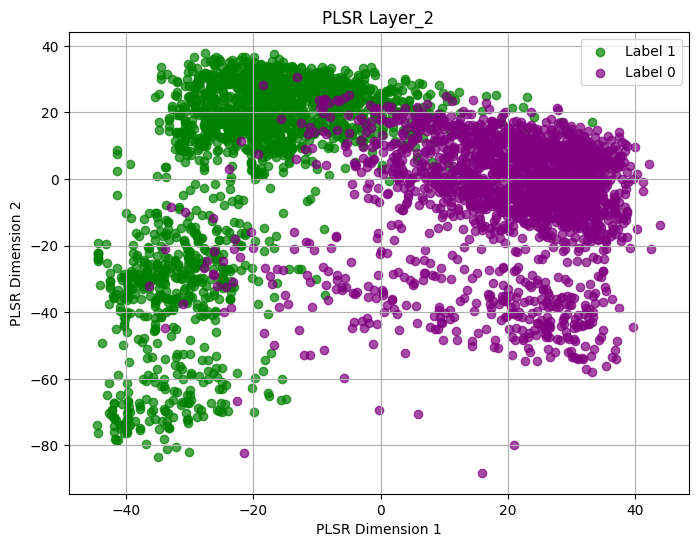 PLSR Layer_2
Label 1
Label 0
40
20
0
−20
−40
−60
−80
PLSR Dimension 2
−40
−20
0
20
40
PLSR Dimension 1